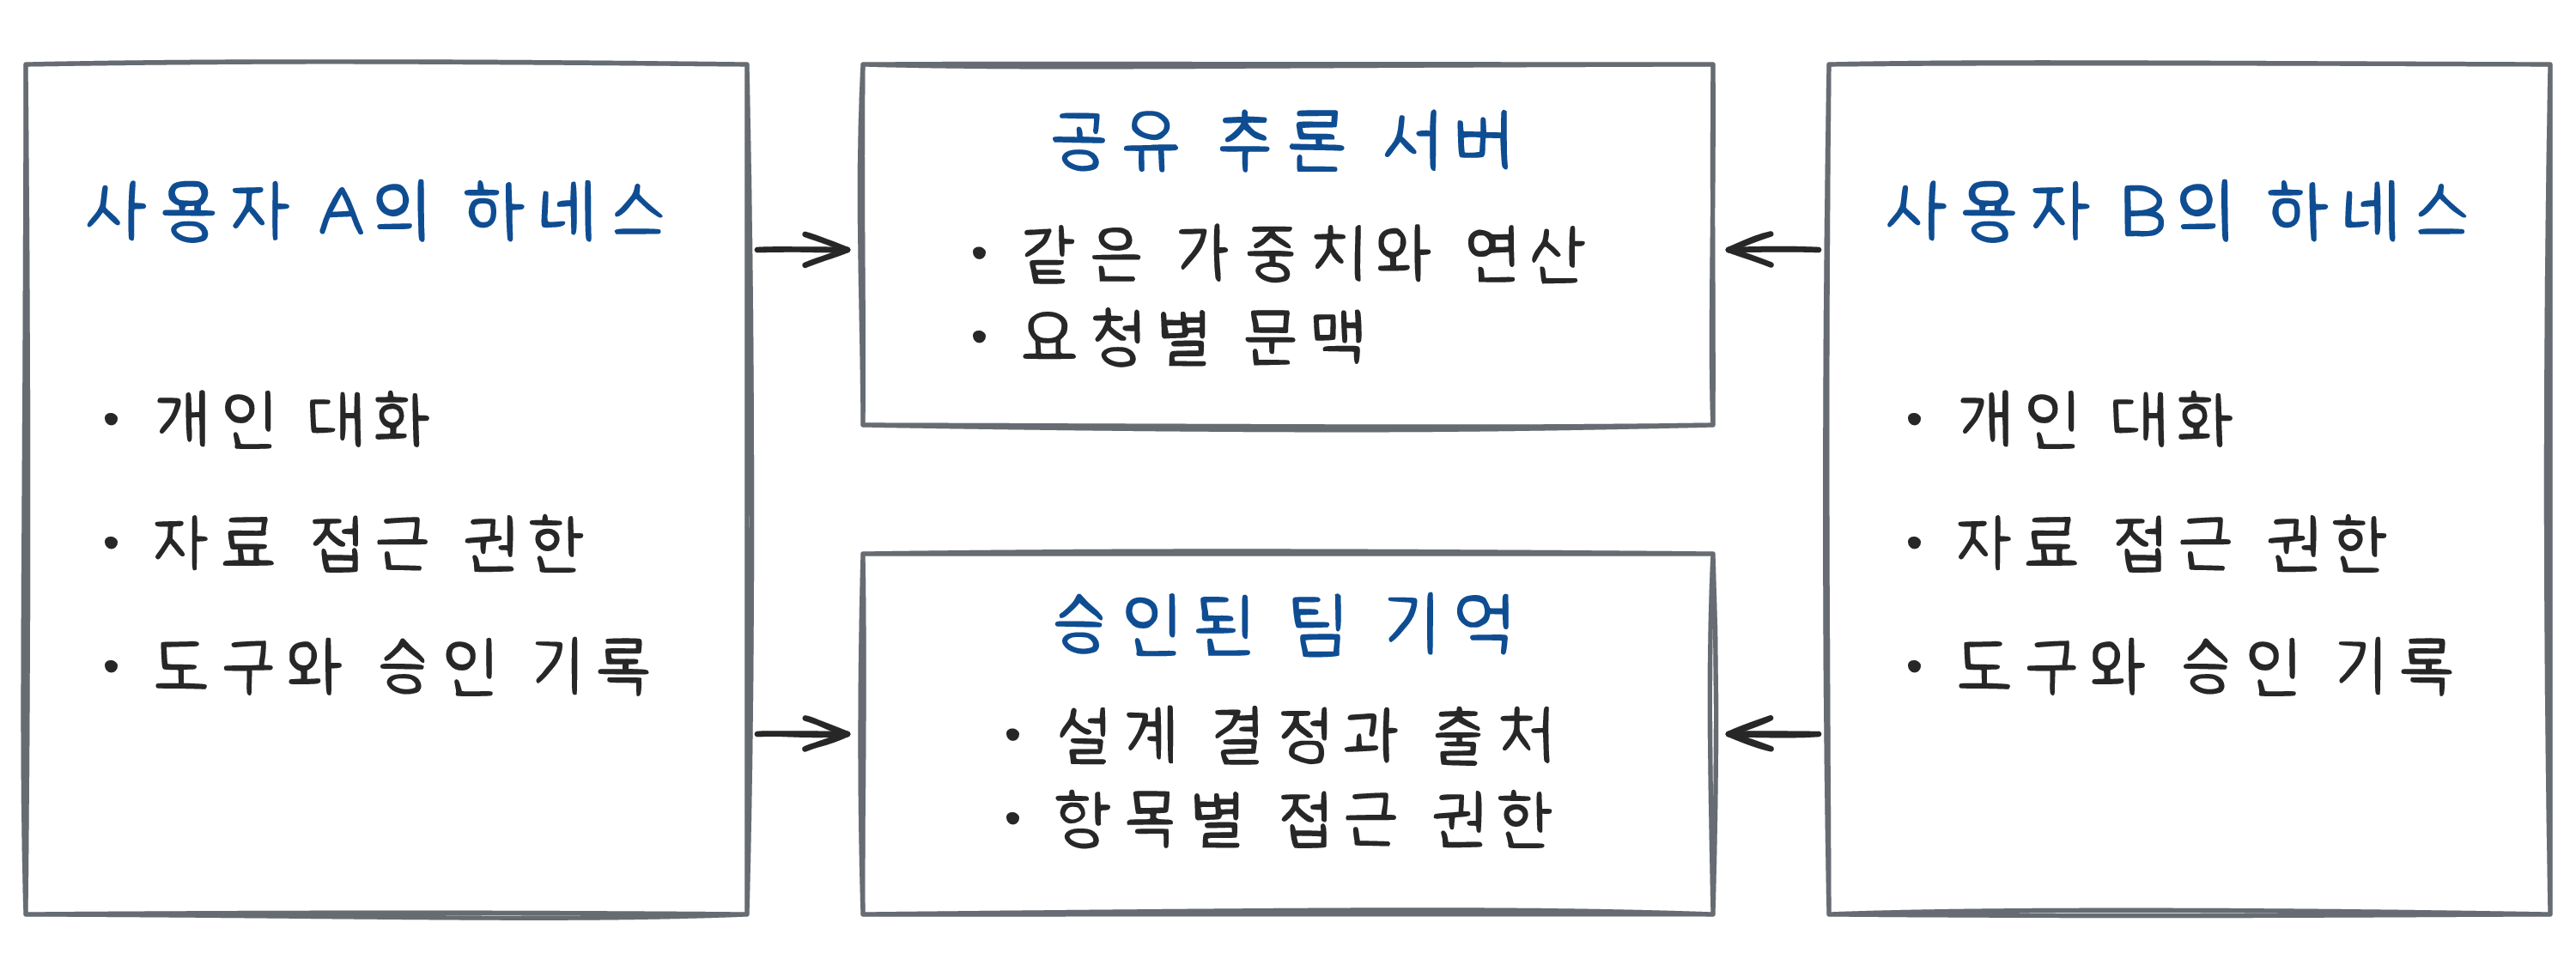 사용자 A의 하네스
• 개인 대화
• 자료 접근 권한
• 도구와 승인 기록
공유 추론 서버
• 같은 가중치와 연산
• 요청별 문맥
승인된 팀 기억
• 설계 결정과 출처
• 항목별 접근 권한
사용자 B의 하네스
• 개인 대화
• 자료 접근 권한
• 도구와 승인 기록